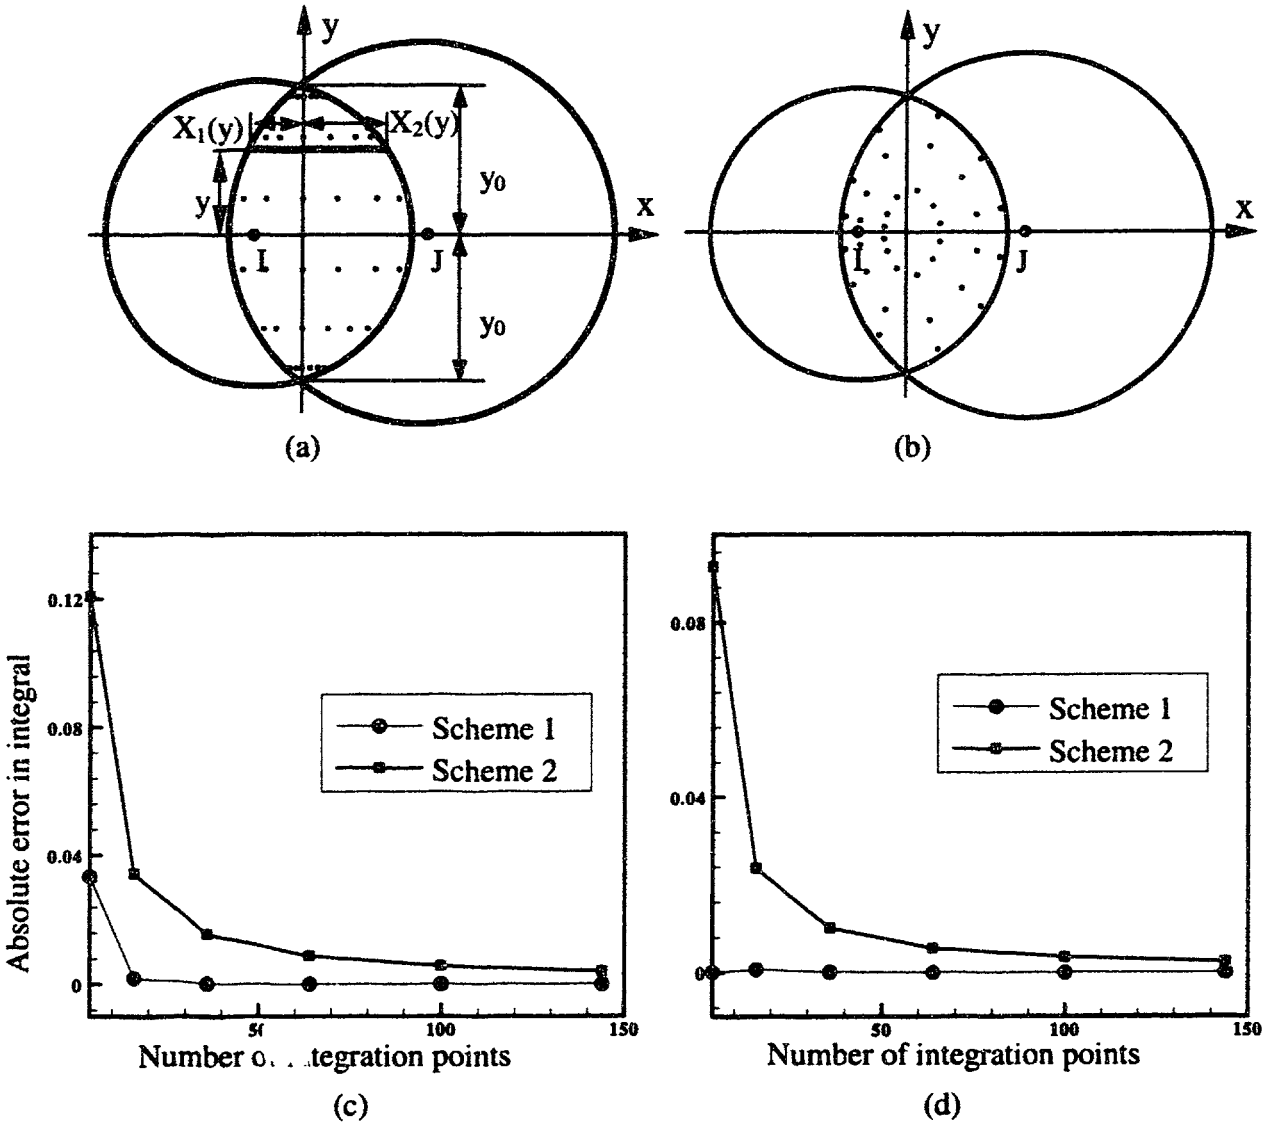 y
X₁(y)
X₂(y)
y
y₀
x
I
J
y₀
(a)
y
x
I
J
(b)
Absolute error in integral
0.12
0.08
0.04
0
Scheme 1
Scheme 2
100
150
Number
tegration points
(c)
0.08
0.04
0
Scheme 1
Scheme 2
50
100
150
Number of integration points
(d)